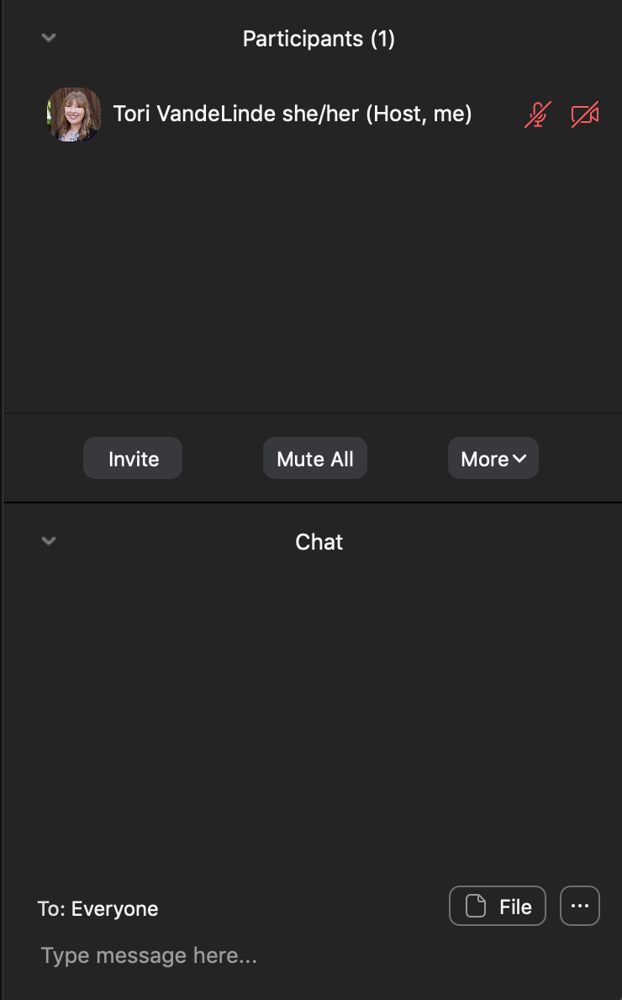 Participants (1)
Tori VandeLinde she/her (Host, me)
Invite Mute All More
Chat
To: Everyone File ...
Type message here...